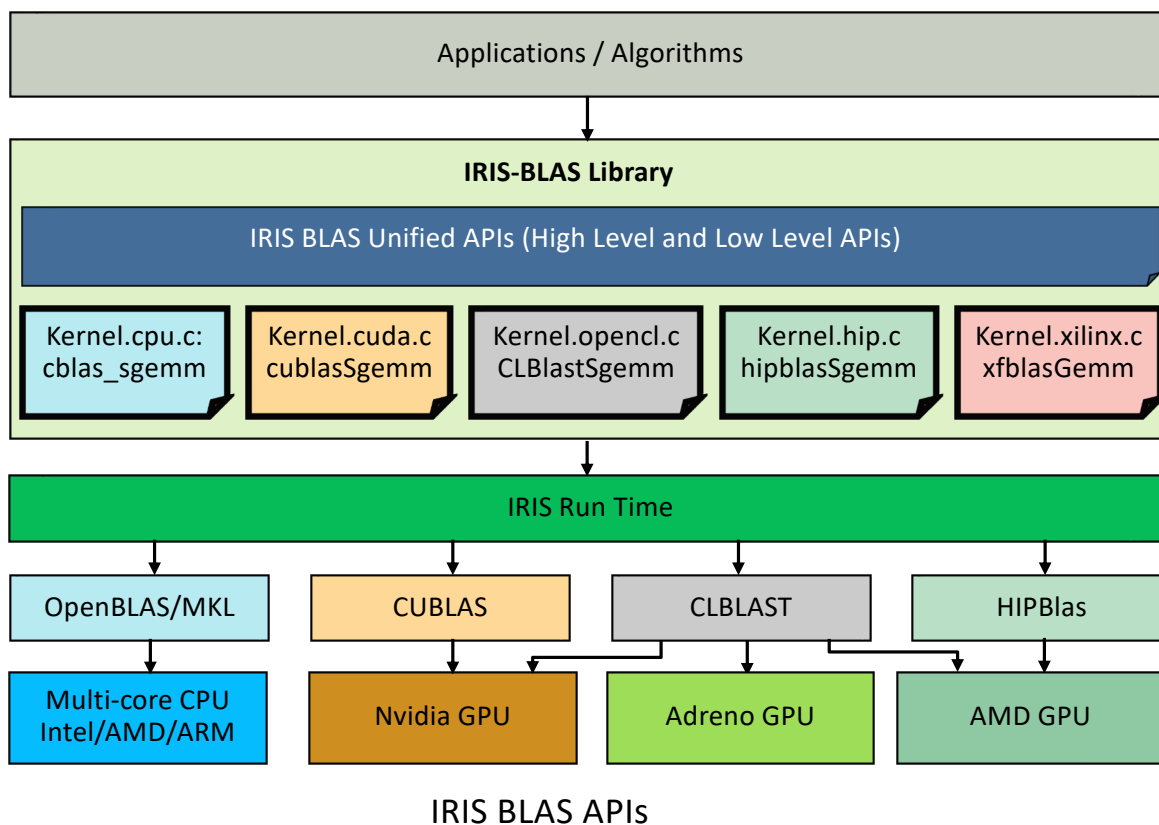 Applications / Algorithms
IRIS-BLAS Library
IRIS BLAS Unified APIs (High Level and Low Level APIs)
Kernel.cpu.c:
cblas_sgemm
Kernel.cuda.c
cublasSgemm
Kernel.opencl.c
CLBlastSgemm
Kernel.hip.c
hipblasSgemm
Kernel.xilinx.c
xfblasGemm
IRIS Run Time
OpenBLAS/MKL
CUBLAS
CLBLAST
HIPBlas
Multi-core CPU
Intel/AMD/ARM
Nvidia GPU
Adreno GPU
AMD GPU
IRIS BLAS APIs